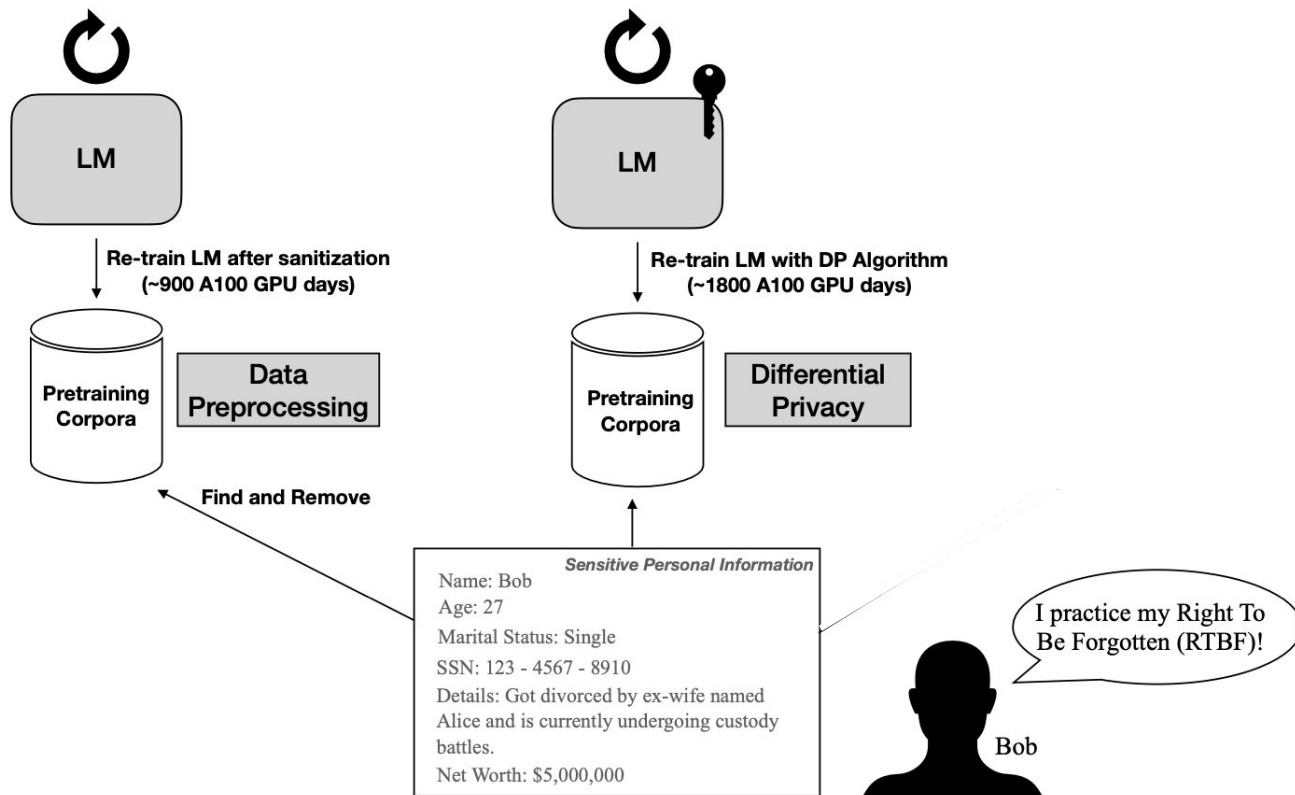 LM
Re-train LM after sanitization
(~900 A100 GPU days)
Pretraining
Corpora
Data
Preprocessing
Find and Remove
LM
Re-train LM with DP Algorithm
(~1800 A100 GPU days)
Pretraining
Corpora
Differential
Privacy
Sensitive Personal Information
Name: Bob
Age: 27
Marital Status: Single
SSN: 123 - 4567 - 8910
Details: Got divorced by ex-wife named
Alice and is currently undergoing custody
battles.
Net Worth: $5,000,000
I practice my Right To
Be Forgotten (RTBF)!
Bob